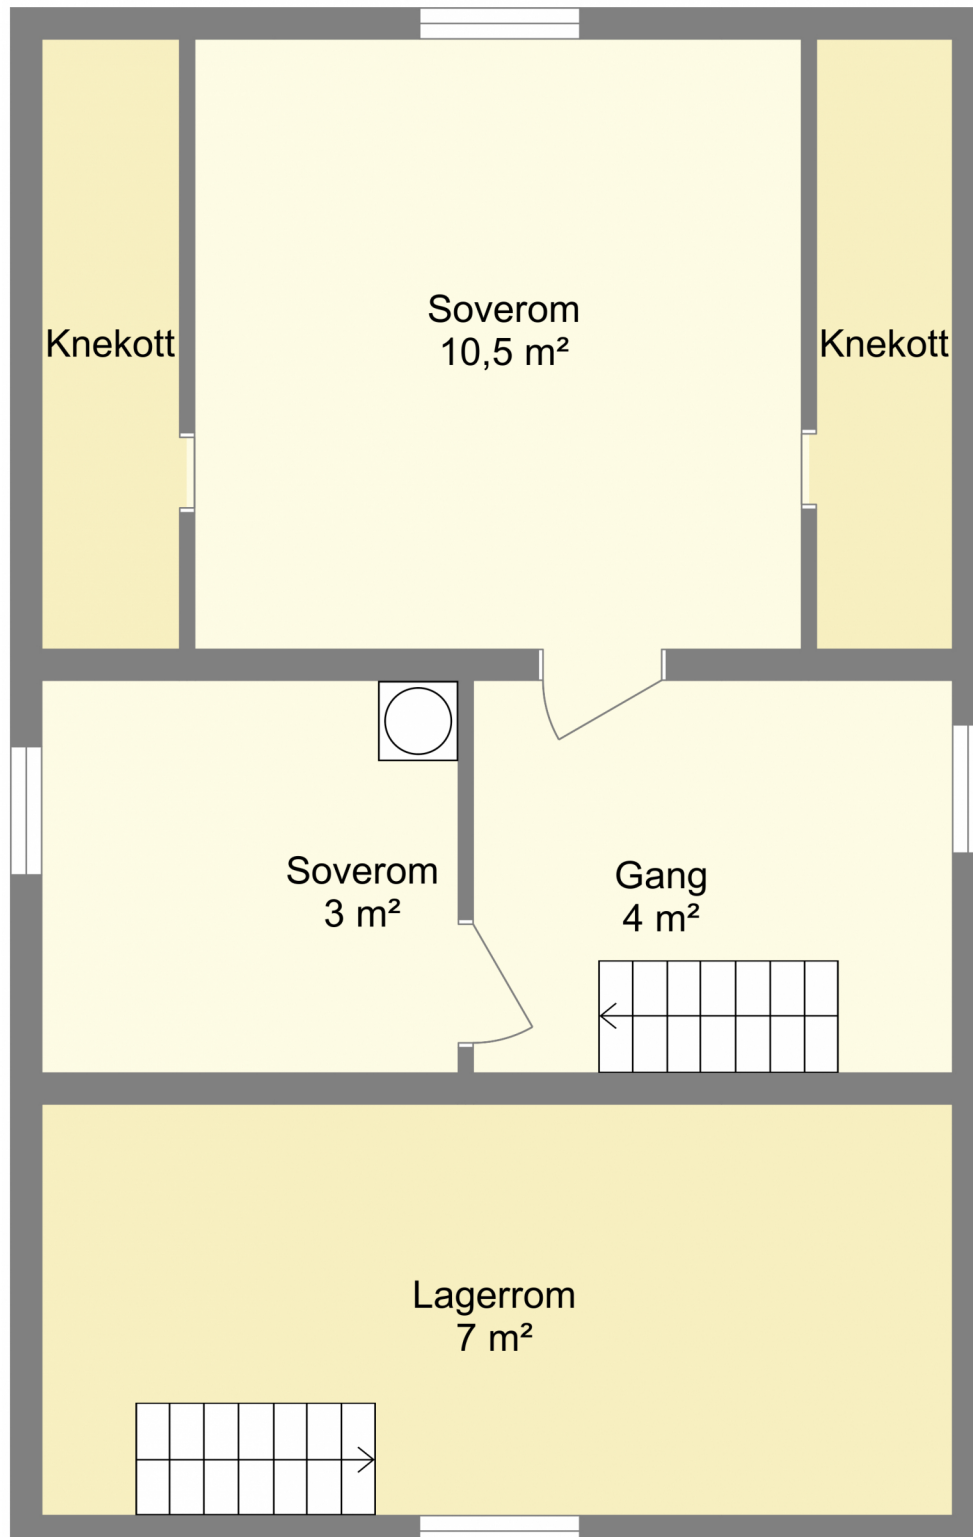 Soverom
10,5 m²
Knekott
Knekott
Soverom
3 m²
Gang
4 m²
Lagerrom
7 m²